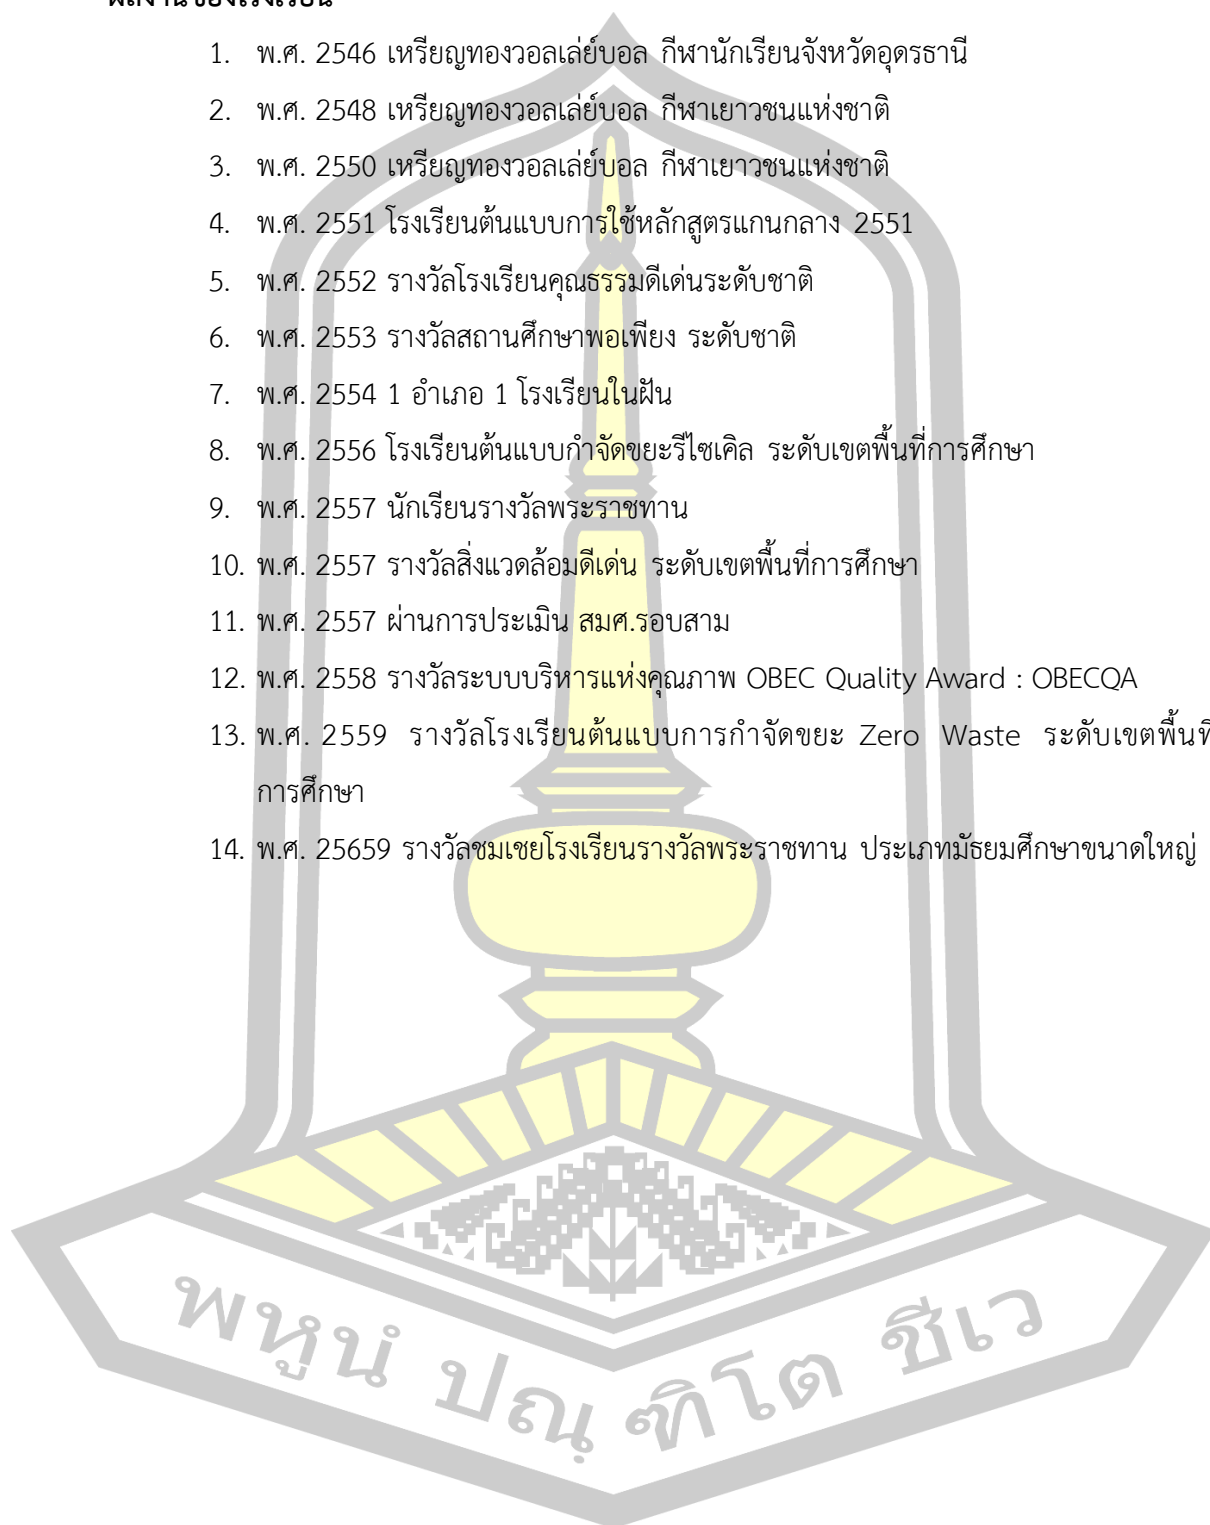 ผลงานของโรงเรียน
1. พ.ศ. 2546 เหรียญทองวอลเล่ย์บอล กีฬานักเรียนจังหวัดอุดรธานี
2. พ.ศ. 2548 เหรียญทองวอลเล่ย์บอล กีฬาเยาวชนแห่งชาติ
3. พ.ศ. 2550 เหรียญทองวอลเล่ย์บอล กีฬาเยาวชนแห่งชาติ
4. พ.ศ. 2551 โรงเรียนต้นแบบการใช้หลักสูตรแกนกลาง 2551
5. พ.ศ. 2552 รางวัลโรงเรียนคุณธรรมดีเด่นระดับชาติ
6. พ.ศ. 2553 รางวัลสถานศึกษาพอเพียง ระดับชาติ
7. พ.ศ. 2554 1 อำเภอ 1 โรงเรียนในฝัน
8. พ.ศ. 2556 โรงเรียนต้นแบบกำจัดขยะรีไซเคิล ระดับเขตพื้นที่การศึกษา
9. พ.ศ. 2557 นักเรียนรางวัลพระราชทาน
10. พ.ศ. 2557 รางวัลสิ่งแวดล้อมดีเด่น ระดับเขตพื้นที่การศึกษา
11. พ.ศ. 2557 ผ่านการประเมิน สมศ.รอบสาม
12. พ.ศ. 2558 รางวัลระบบบริหารแห่งคุณภาพ OBEC Quality Award : OBECQA
13. พ.ศ. 2559 รางวัลโรงเรียนต้นแบบการกำจัดขยะ Zero Waste ระดับเขตพื้นที่
การศึกษา
14. พ.ศ. 25659 รางวัลชมเชยโรงเรียนรางวัลพระราชทาน ประเภทมัธยมศึกษาขนาดใหญ่
พหูนํ ปณฺฑิโต ชีเว